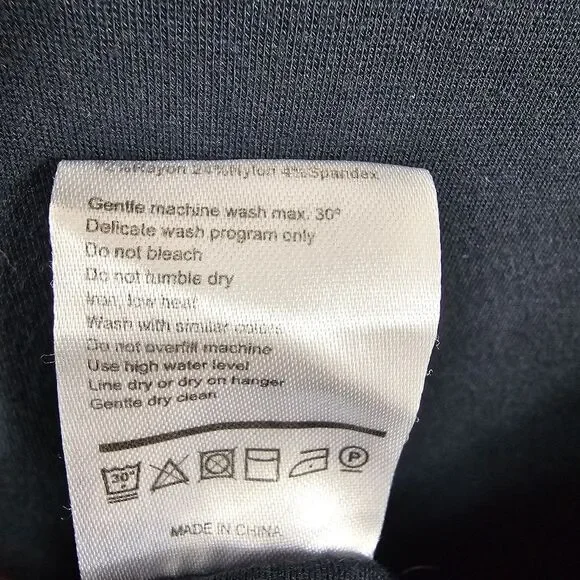 2%Rayon 24%Nylon 4%Spandex
Gentle machine wash max. 30°
Delicate wash program only
Do not bleach
Do not tumble dry
Iron, low heat
Wash with similar colors
Do not overfill machine
Use high water level
Line dry or dry on hanger
Gentle dry clean
30° P
MADE IN CHINA